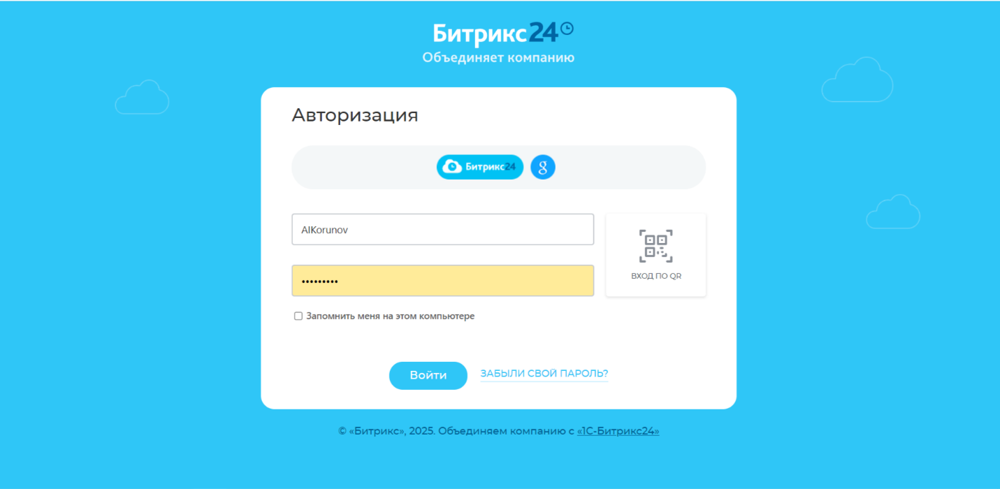 Битрикс24
Объединяет компанию
Авторизация
Битрикс24 g
AlKorunov
•••••••••
ВХОД ПО QR
Запомнить меня на этом компьютере
Войти ЗАБЫЛИ СВОЙ ПАРОЛЬ?
© «Битрикс», 2025. Объединяем компанию с «1С-Битрикс24»